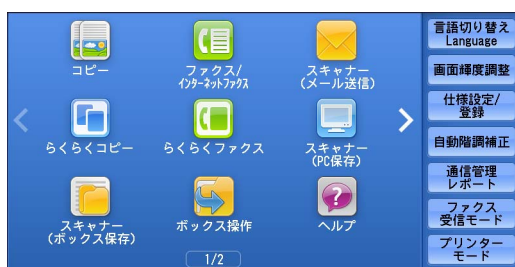 コピー
ファクス/
インターネットファクス
スキャナー
(メール送信)
らくらくコピー
らくらくファクス
スキャナー
(PC保存)
スキャナー
(ボックス保存)
ボックス操作
ヘルプ
1/2
言語切り替え
Language
画面輝度調整
仕様設定/
登録
自動階調補正
通信管理
レポート
ファクス
受信モード
プリンター
モード